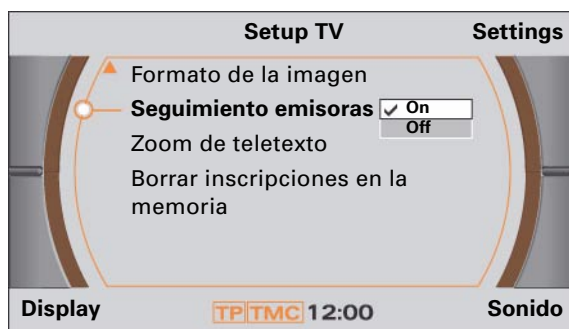 Setup TV
Settings
Formato de la imagen
Seguimiento emisoras
On
Off
Zoom de teletexto
Borrar inscripciones en la
memoria
Display
TP TMC 12:00
Sonido